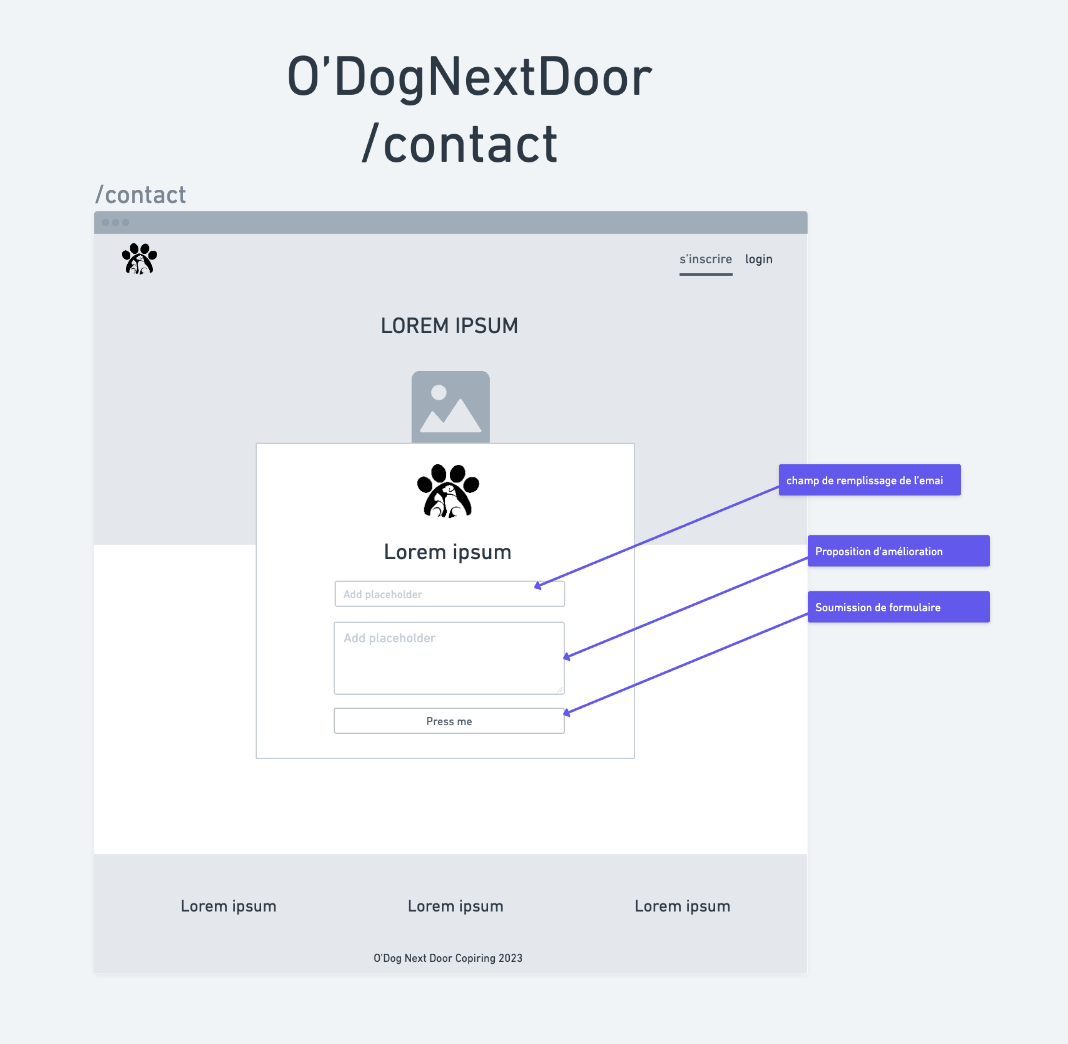 O'DogNextDoor
/contact
/contact
s'inscrire login
LOREM IPSUM
champ de remplissage de l'emai
Lorem ipsum
Proposition d'amélioration
Add placeholder
Soumission de formulaire
Add placeholder
Press me
Lorem ipsum Lorem ipsum Lorem ipsum
O'Dog Next Door Copiring 2023